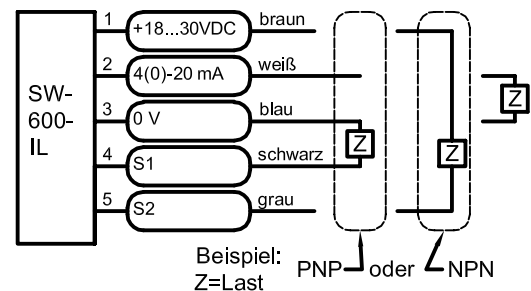 1 +18...30VDC braun
2 4(0)-20 mA weiß
SW-
600-
IL
3 0 V blau
4 S1 schwarz
5 S2 grau
Z
Z
Z
Beispiel:
Z=Last
PNP oder NPN